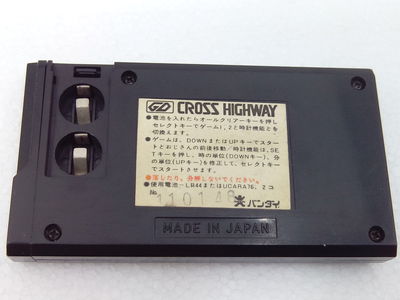 GD CROSS HIGHWAY
●電池を入れたらオールクリアーキーを押し
セレクトキーでゲーム1,2と時計機能とを
切換えます。
●ゲームは、DOWNまたはUPキーでスター
トとおじさんの前後移動/時計機能は、SE
Tキーを押し、時の単位(DOWNキー)、分
の単位(UPキー)を修正して、セレクトキー
でスタートさせます。
●落したり、分解しないでください。
●使用電池-LR44またはUCARA76, 2コ
No. 110148
バンダイ
MADE IN JAPAN